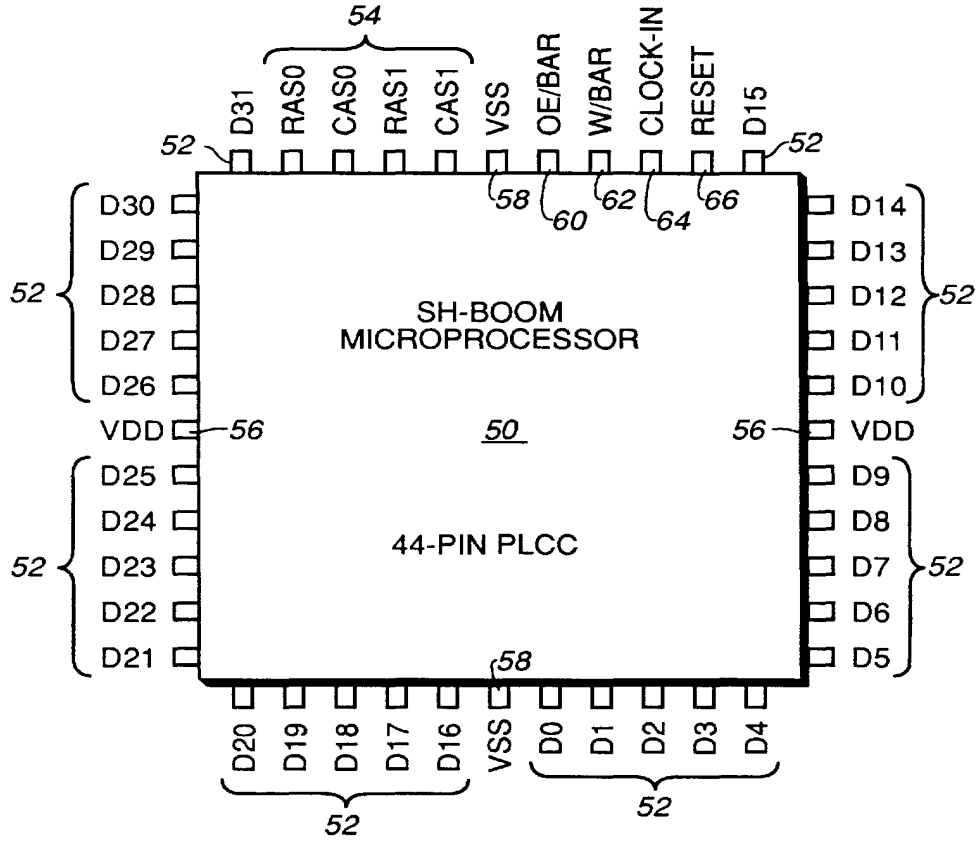 54
D31 RAS0 CAS0 RAS1 CAS1 VSS OE/BAR W/BAR CLOCK-IN RESET D15
52 52
58 60 62 64 66
D30 D14
D29 D13
52 D28 D12 52
D27 D11
D26 D10
SH-BOOM
MICROPROCESSOR
VDD 56 50 56 VDD
D25 D9
D24 D8
44-PIN PLCC
52 D23 D7 52
D22 D6
D21 D5
58
D20 D19 D18 D17 D16 VSS D0 D1 D2 D3 D4
52 52